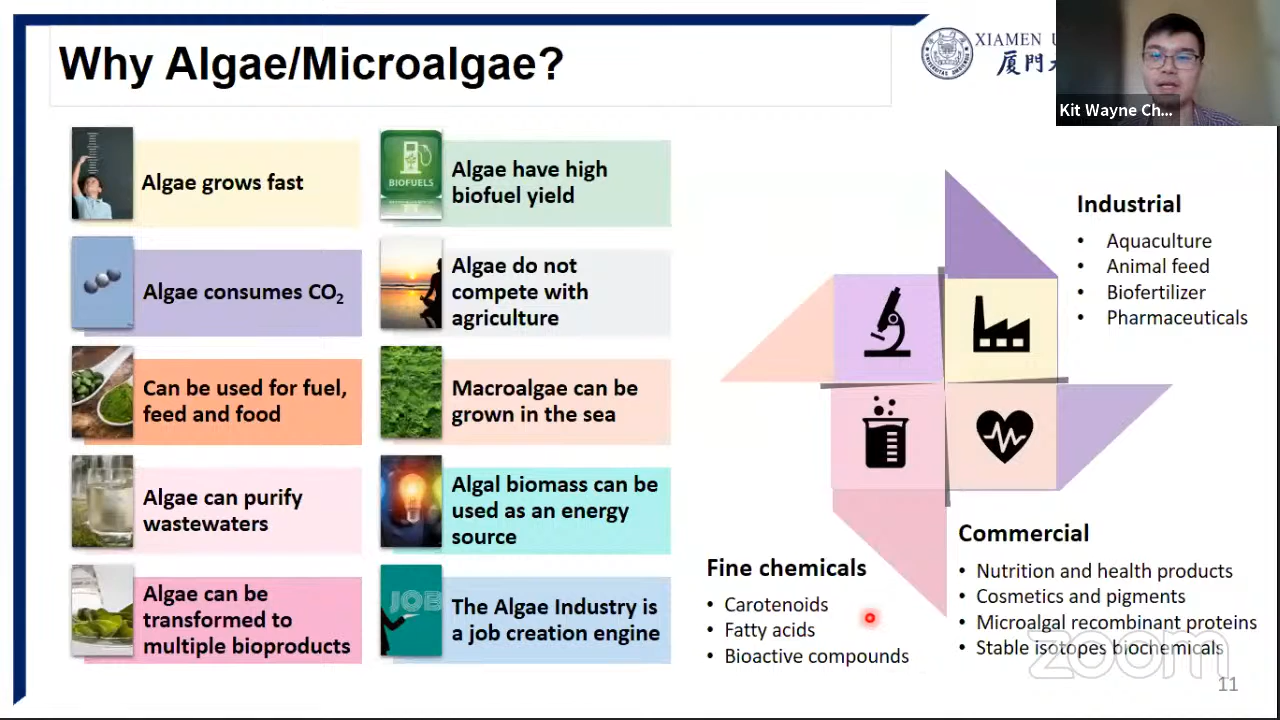 Why Algae/Microalgae?
XIAMEN U
厦門大
Kit Wayne Ch...
Algae grows fast
Algae consumes CO₂
Can be used for fuel,
feed and food
Algae can purify
wastewaters
Algae can be
transformed to
multiple bioproducts
BIOFUELS
Algae have high
biofuel yield
Algae do not
compete with
agriculture
Macroalgae can be
grown in the sea
Algal biomass can be
used as an energy
source
JOB
The Algae Industry is
a job creation engine
Industrial
• Aquaculture
• Animal feed
• Biofertilizer
• Pharmaceuticals
Fine chemicals
• Carotenoids
• Fatty acids
• Bioactive compounds
Commercial
• Nutrition and health products
• Cosmetics and pigments
• Microalgal recombinant proteins
• Stable isotopes biochemicals
zoom
11